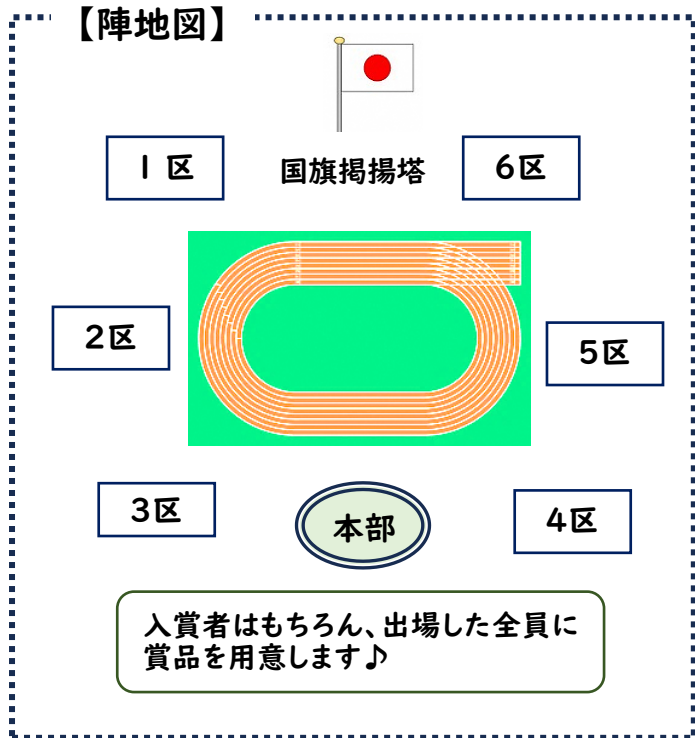 【陣地図】
1区
国旗掲揚塔
6区
2区
5区
3区
本部
4区
入賞者はもちろん、出場した全員に
賞品を用意します♪